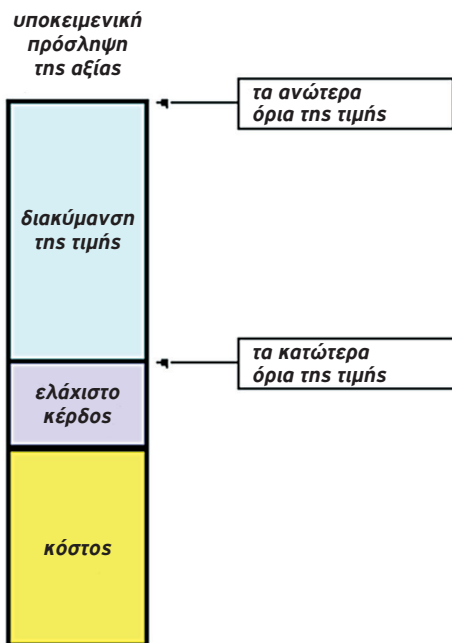 υποκειμενική
πρόσληψη
της αξίας
τα ανώτερα
όρια της τιμής
διακύμανση
της τιμής
τα κατώτερα
όρια της τιμής
ελάχιστο
κέρδος
κόστος